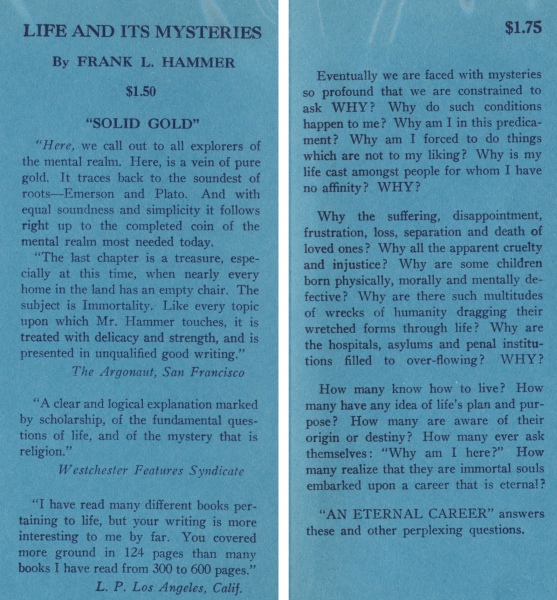 LIFE AND ITS MYSTERIES
By FRANK L. HAMMER
$1.50
"SOLID GOLD"
"Here, we call out to all explorers of
the mental realm. Here, is a vein of pure
gold. It traces back to the soundest of
roots—Emerson and Plato. And with
equal soundness and simplicity it follows
right up to the completed coin of the
mental realm most needed today.
"The last chapter is a treasure, espe-
cially at this time, when nearly every
home in the land has an empty chair. The
subject is Immortality. Like every topic
upon which Mr. Hammer touches, it is
treated with delicacy and strength, and is
presented in unqualified good writing."
The Argonaut, San Francisco
"A clear and logical explanation marked
by scholarship, of the fundamental ques-
tions of life, and of the mystery that is
religion."
Westchester Features Syndicate
"I have read many different books per-
taining to life, but your writing is more
interesting to me by far. You covered
more ground in 124 pages than many
books I have read from 300 to 600 pages."
L. P. Los Angeles, Calif.
$1.75
Eventually we are faced with mysteries
so profound that we are constrained to
ask WHY? Why do such conditions
happen to me? Why am I in this predica-
ment? Why am I forced to do things
which are not to my liking? Why is my
life cast amongst people for whom I have
no affinity? WHY?
Why the suffering, disappointment,
frustration, loss, separation and death of
loved ones? Why all the apparent cruelty
and injustice? Why are some children
born physically, morally and mentally de-
fective? Why are there such multitudes
of wrecks of humanity dragging their
wretched forms through life? Why are
the hospitals, asylums and penal institu-
tions filled to over-flowing? WHY?
How many know how to live? How
many have any idea of life's plan and pur-
pose? How many are aware of their
origin or destiny? How many ever ask
themselves: "Why am I here?" How
many realize that they are immortal souls
embarked upon a career that is eternal?
"AN ETERNAL CAREER" answers
these and other perplexing questions.